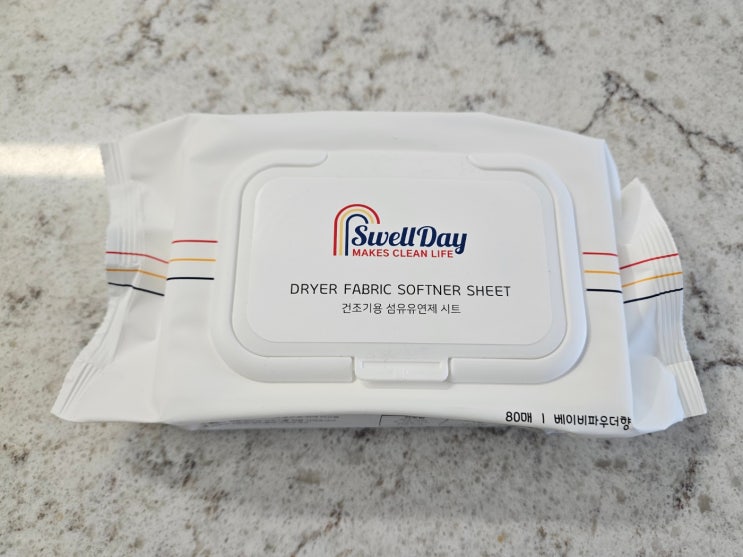 SwellDay
MAKES CLEAN LIFE
DRYER FABRIC SOFTNER SHEET
건조기용 섬유유연제 시트
80매 | 베이비파우더향